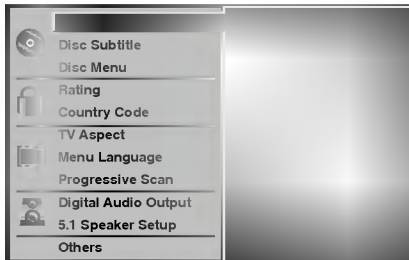 Disc Subtitle
Disc Menu
Rating
Country Code
TV Aspect
Menu Language
Progressive Scan
Digital Audio Output
5.1 Speaker Setup
Others